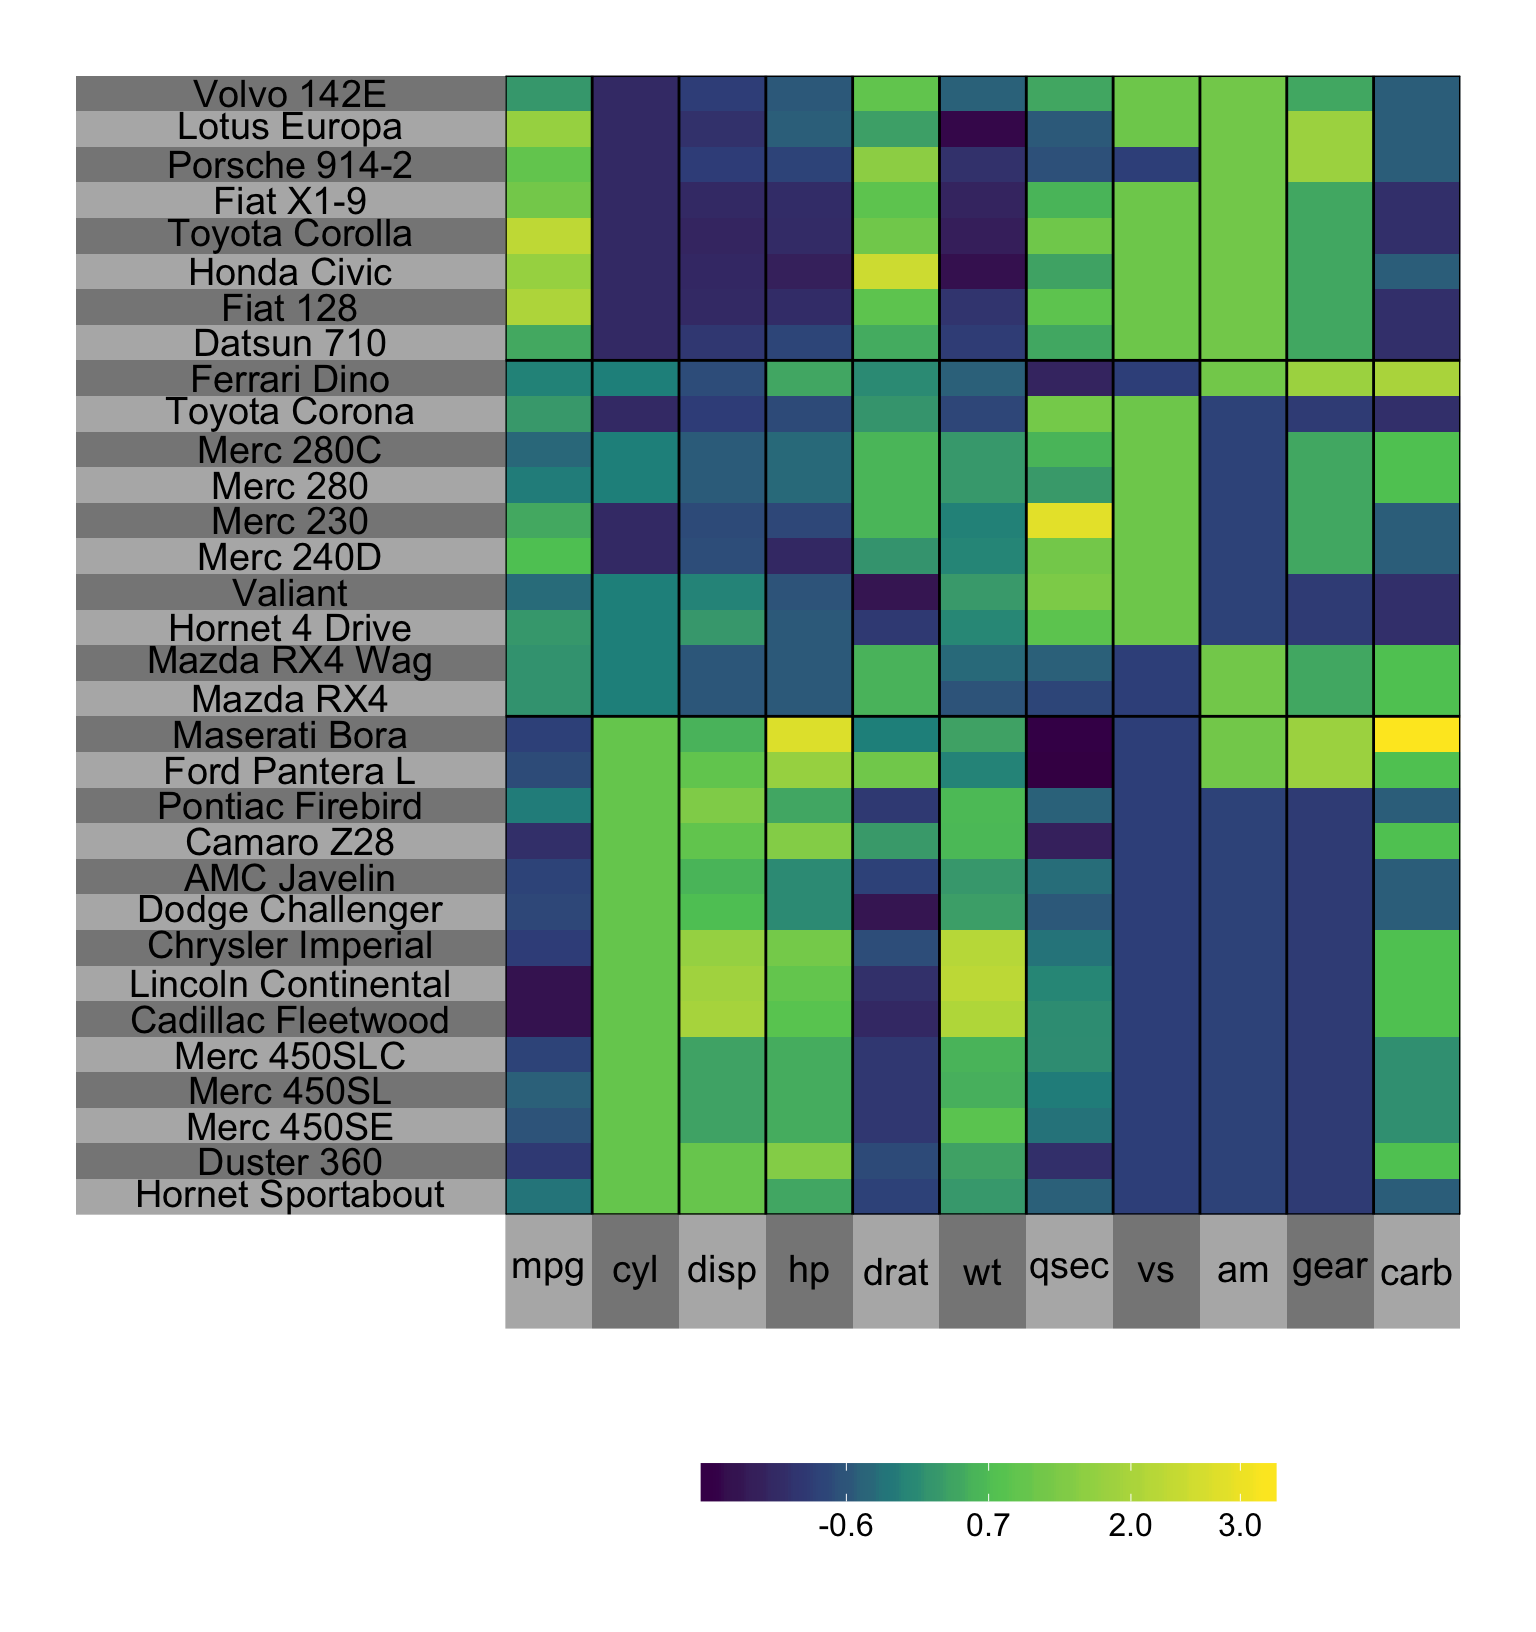 Volvo 142E
Lotus Europa
Porsche 914-2
Fiat X1-9
Toyota Corolla
Honda Civic
Fiat 128
Datsun 710
Ferrari Dino
Toyota Corona
Merc 280C
Merc 280
Merc 230
Merc 240D
Valiant
Hornet 4 Drive
Mazda RX4 Wag
Mazda RX4
Maserati Bora
Ford Pantera L
Pontiac Firebird
Camaro Z28
AMC Javelin
Dodge Challenger
Chrysler Imperial
Lincoln Continental
Cadillac Fleetwood
Merc 450SLC
Merc 450SL
Merc 450SE
Duster 360
Hornet Sportabout
mpg cyl disp hp drat wt qsec vs am gear carb
-0.6 0.7 2.0 3.0